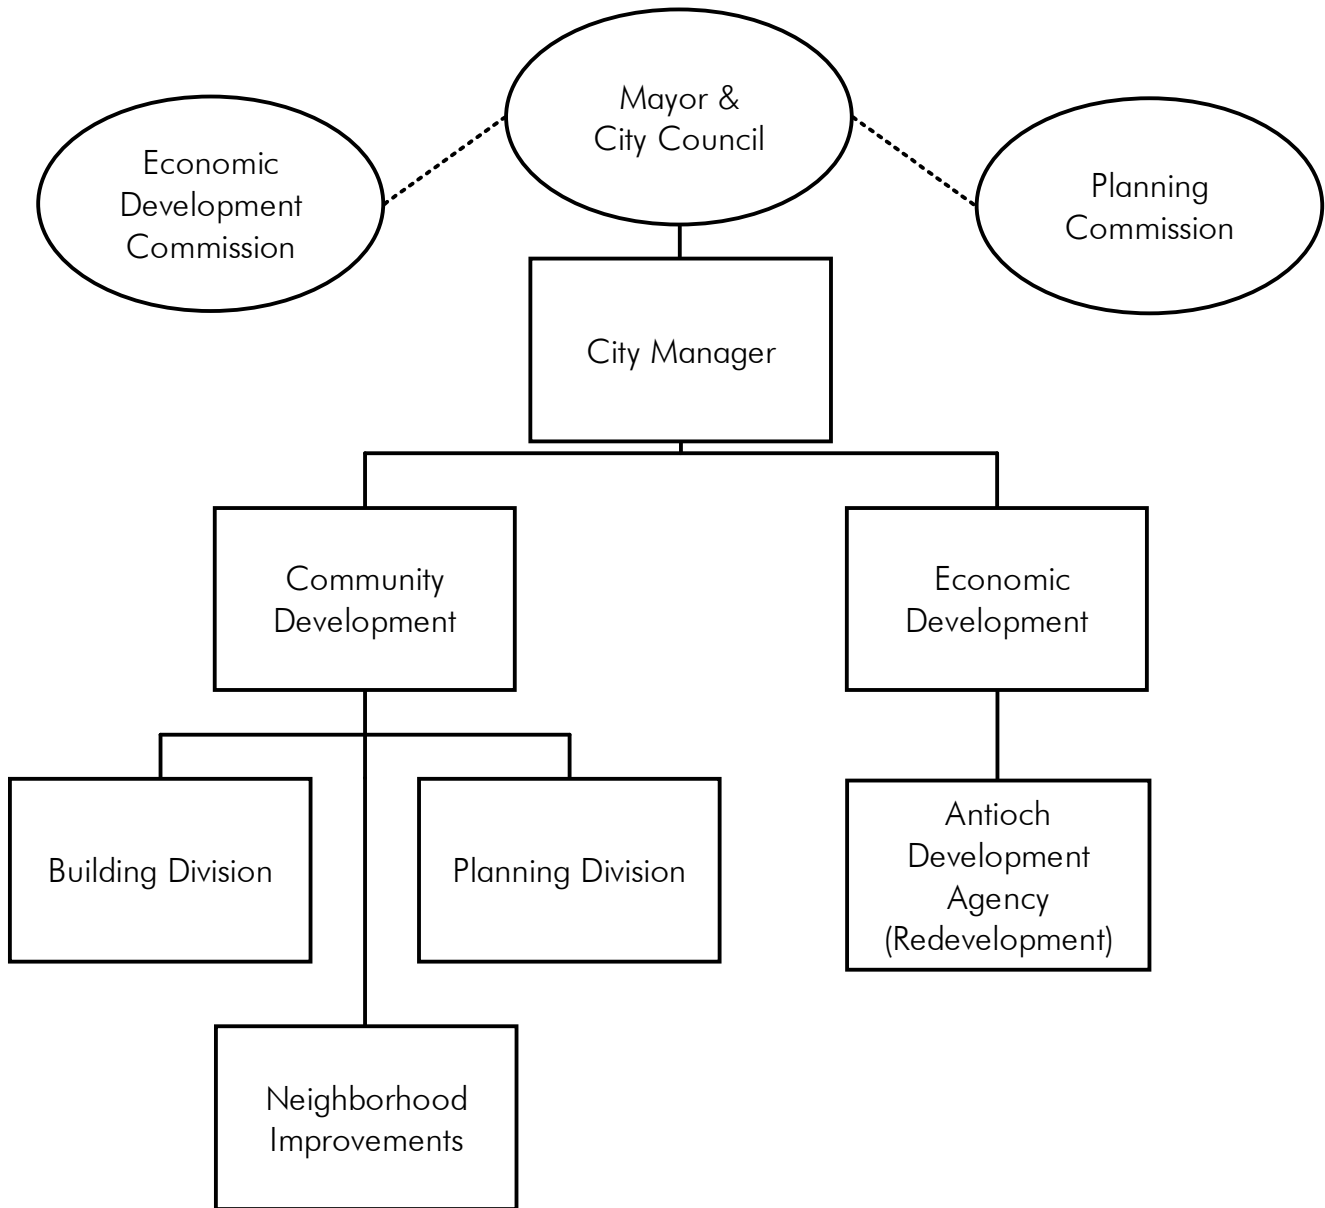 Mayor &
City Council
Economic
Development
Commission
Planning
Commission
City Manager
Community
Development
Economic
Development
Building Division
Planning Division
Antioch
Development
Agency
(Redevelopment)
Neighborhood
Improvements